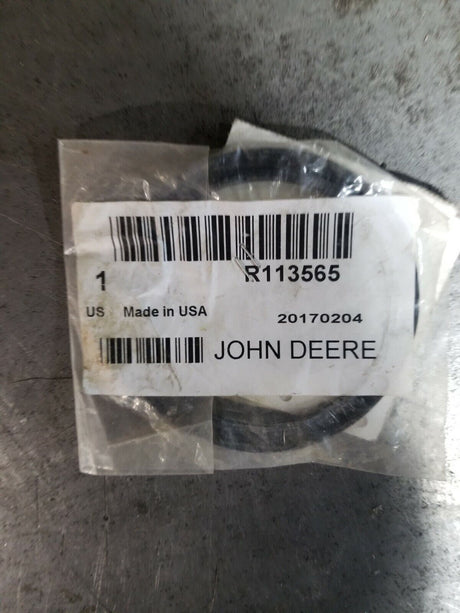 1 R113565
US Made in USA 20170204
JOHN DEERE